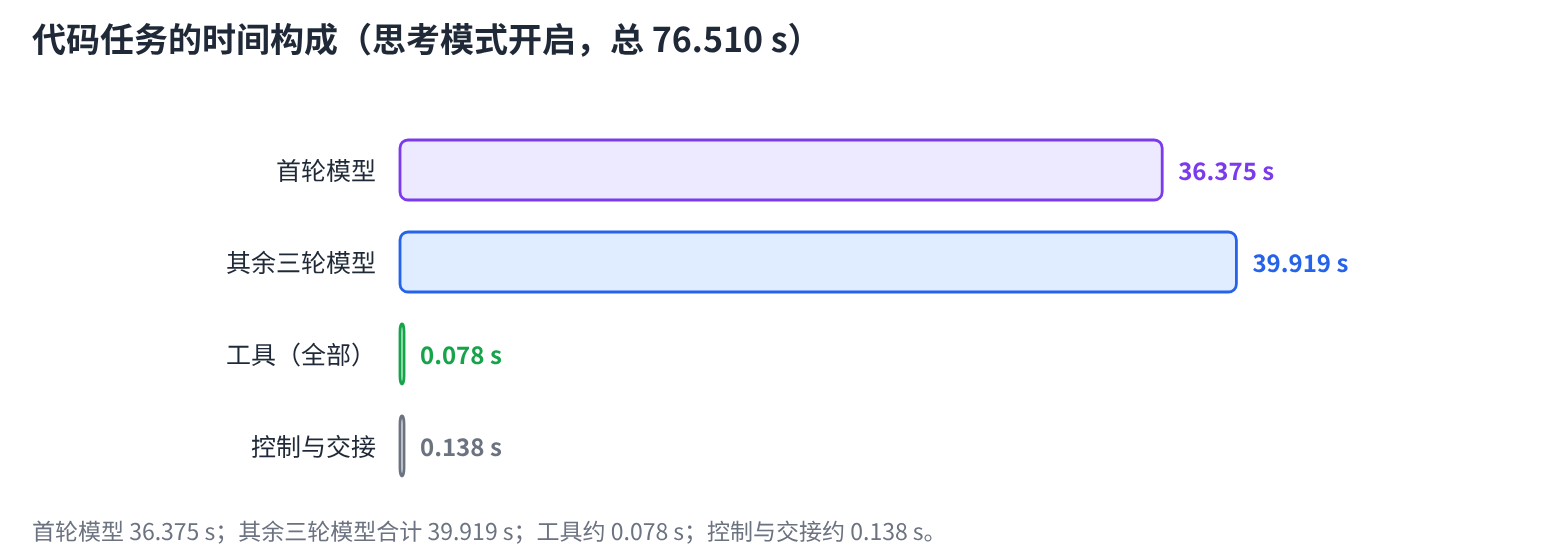 代码任务的时间构成（思考模式开启，总 76.510 s）
首轮模型 36.375 s
其余三轮模型 39.919 s
工具（全部） 0.078 s
控制与交接 0.138 s
首轮模型 36.375 s；其余三轮模型合计 39.919 s；工具约 0.078 s；控制与交接约 0.138 s。